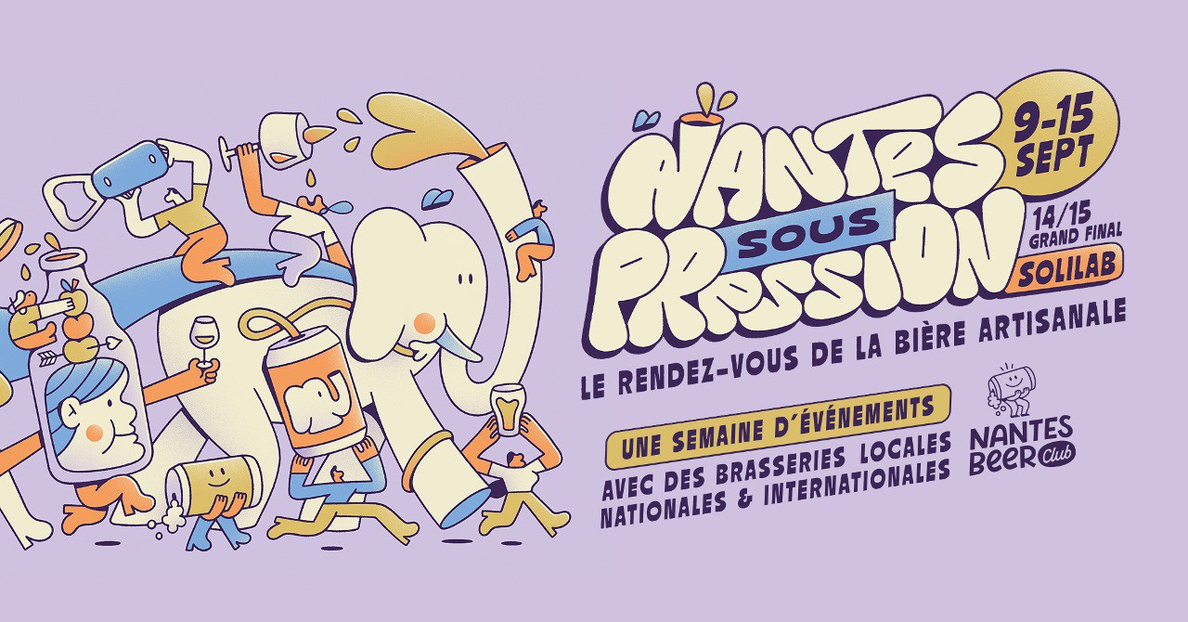 NANTES
SOUS
PRESSION
9-15
SEPT
14/15
GRAND FINAL
SOLILAB
LE RENDEZ-VOUS DE LA BIÈRE ARTISANALE
UNE SEMAINE D'ÉVÉNEMENTS
AVEC DES BRASSERIES LOCALES
NATIONALES & INTERNATIONALES
NANTES
BEER Club